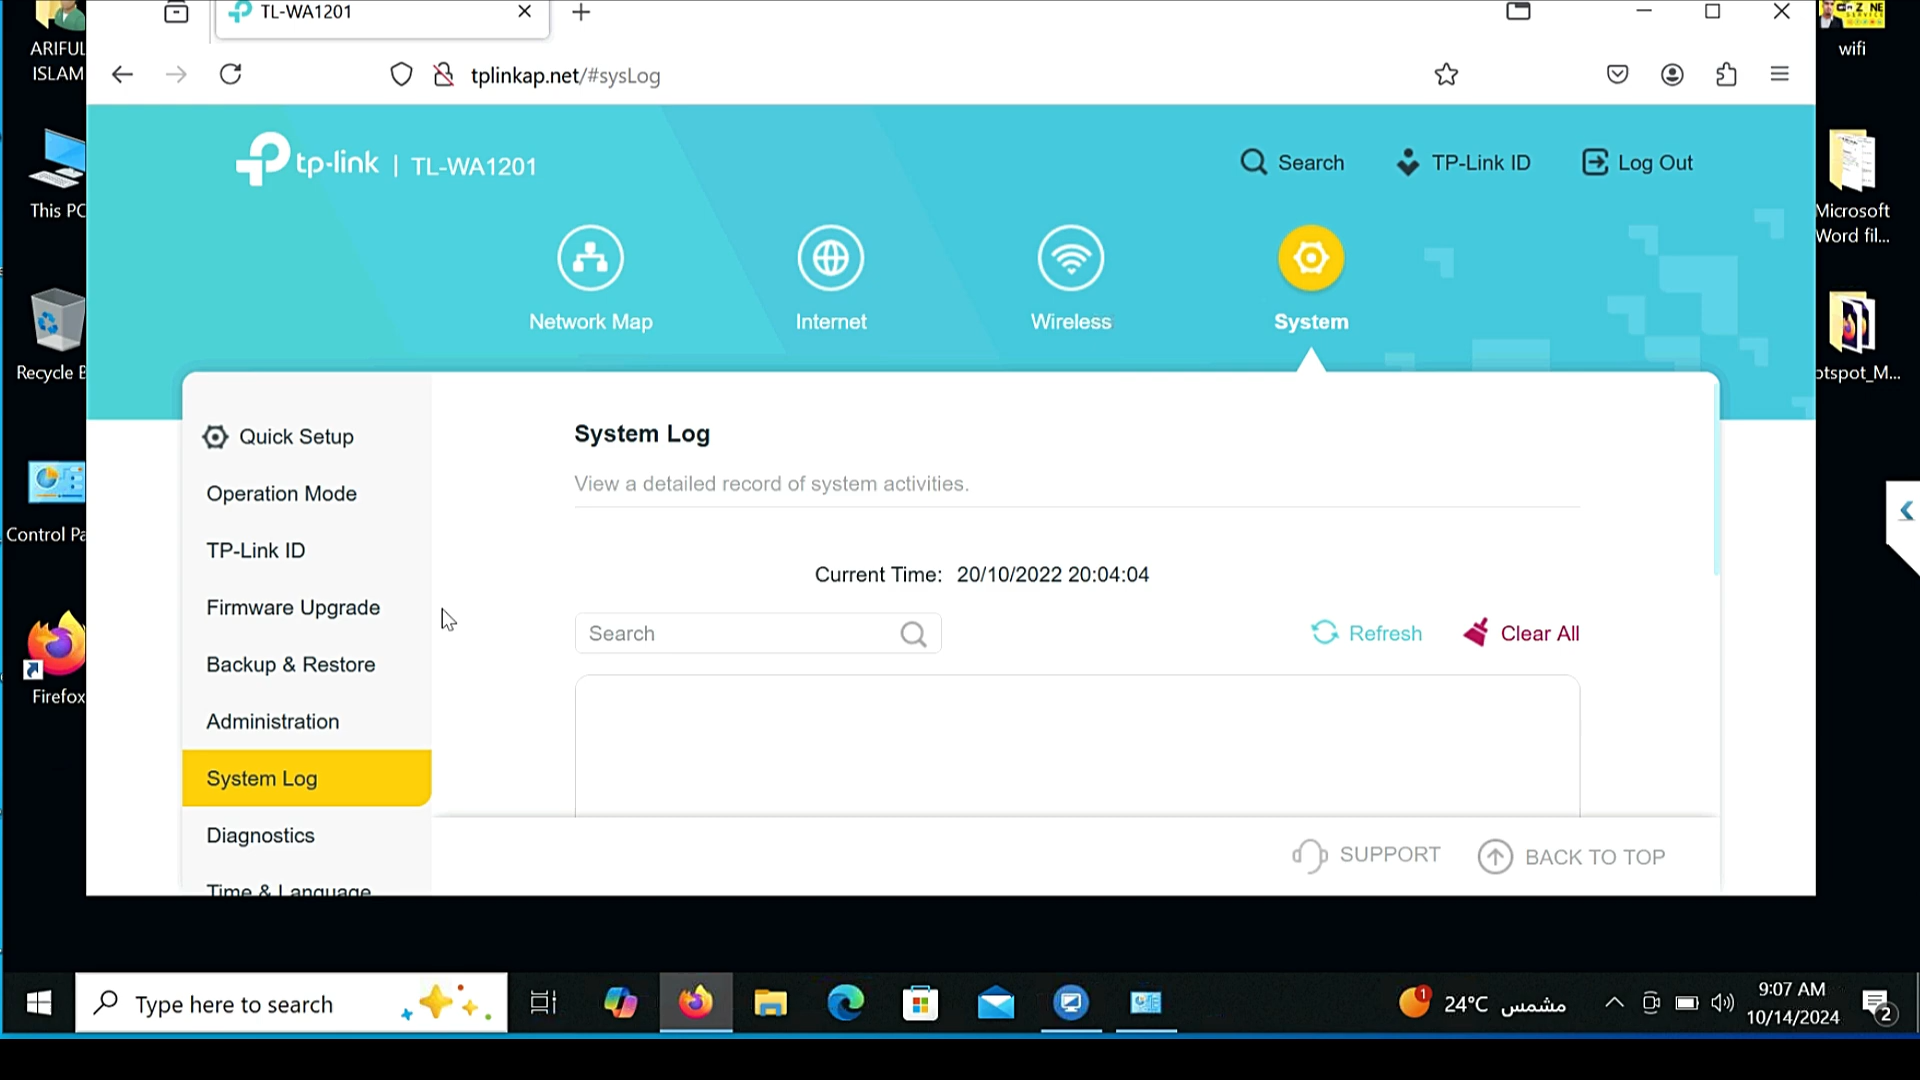 TL-WA1201
tplinkap.net/#sysLog
ARIFUL
ISLAM
This PC
Recycle B
Control Pa
Firefox
wifi
Microsoft
Word fil...
otspot_M...
tp-link | TL-WA1201
Search
TP-Link ID
Log Out
Network Map
Internet
Wireless
System
Quick Setup
Operation Mode
TP-Link ID
Firmware Upgrade
Backup & Restore
Administration
System Log
Diagnostics
Time & Language
System Log
View a detailed record of system activities.
Current Time: 20/10/2022 20:04:04
Search
Refresh
Clear All
SUPPORT
BACK TO TOP
Type here to search
1
24°C مشمس
9:07 AM
10/14/2024
2